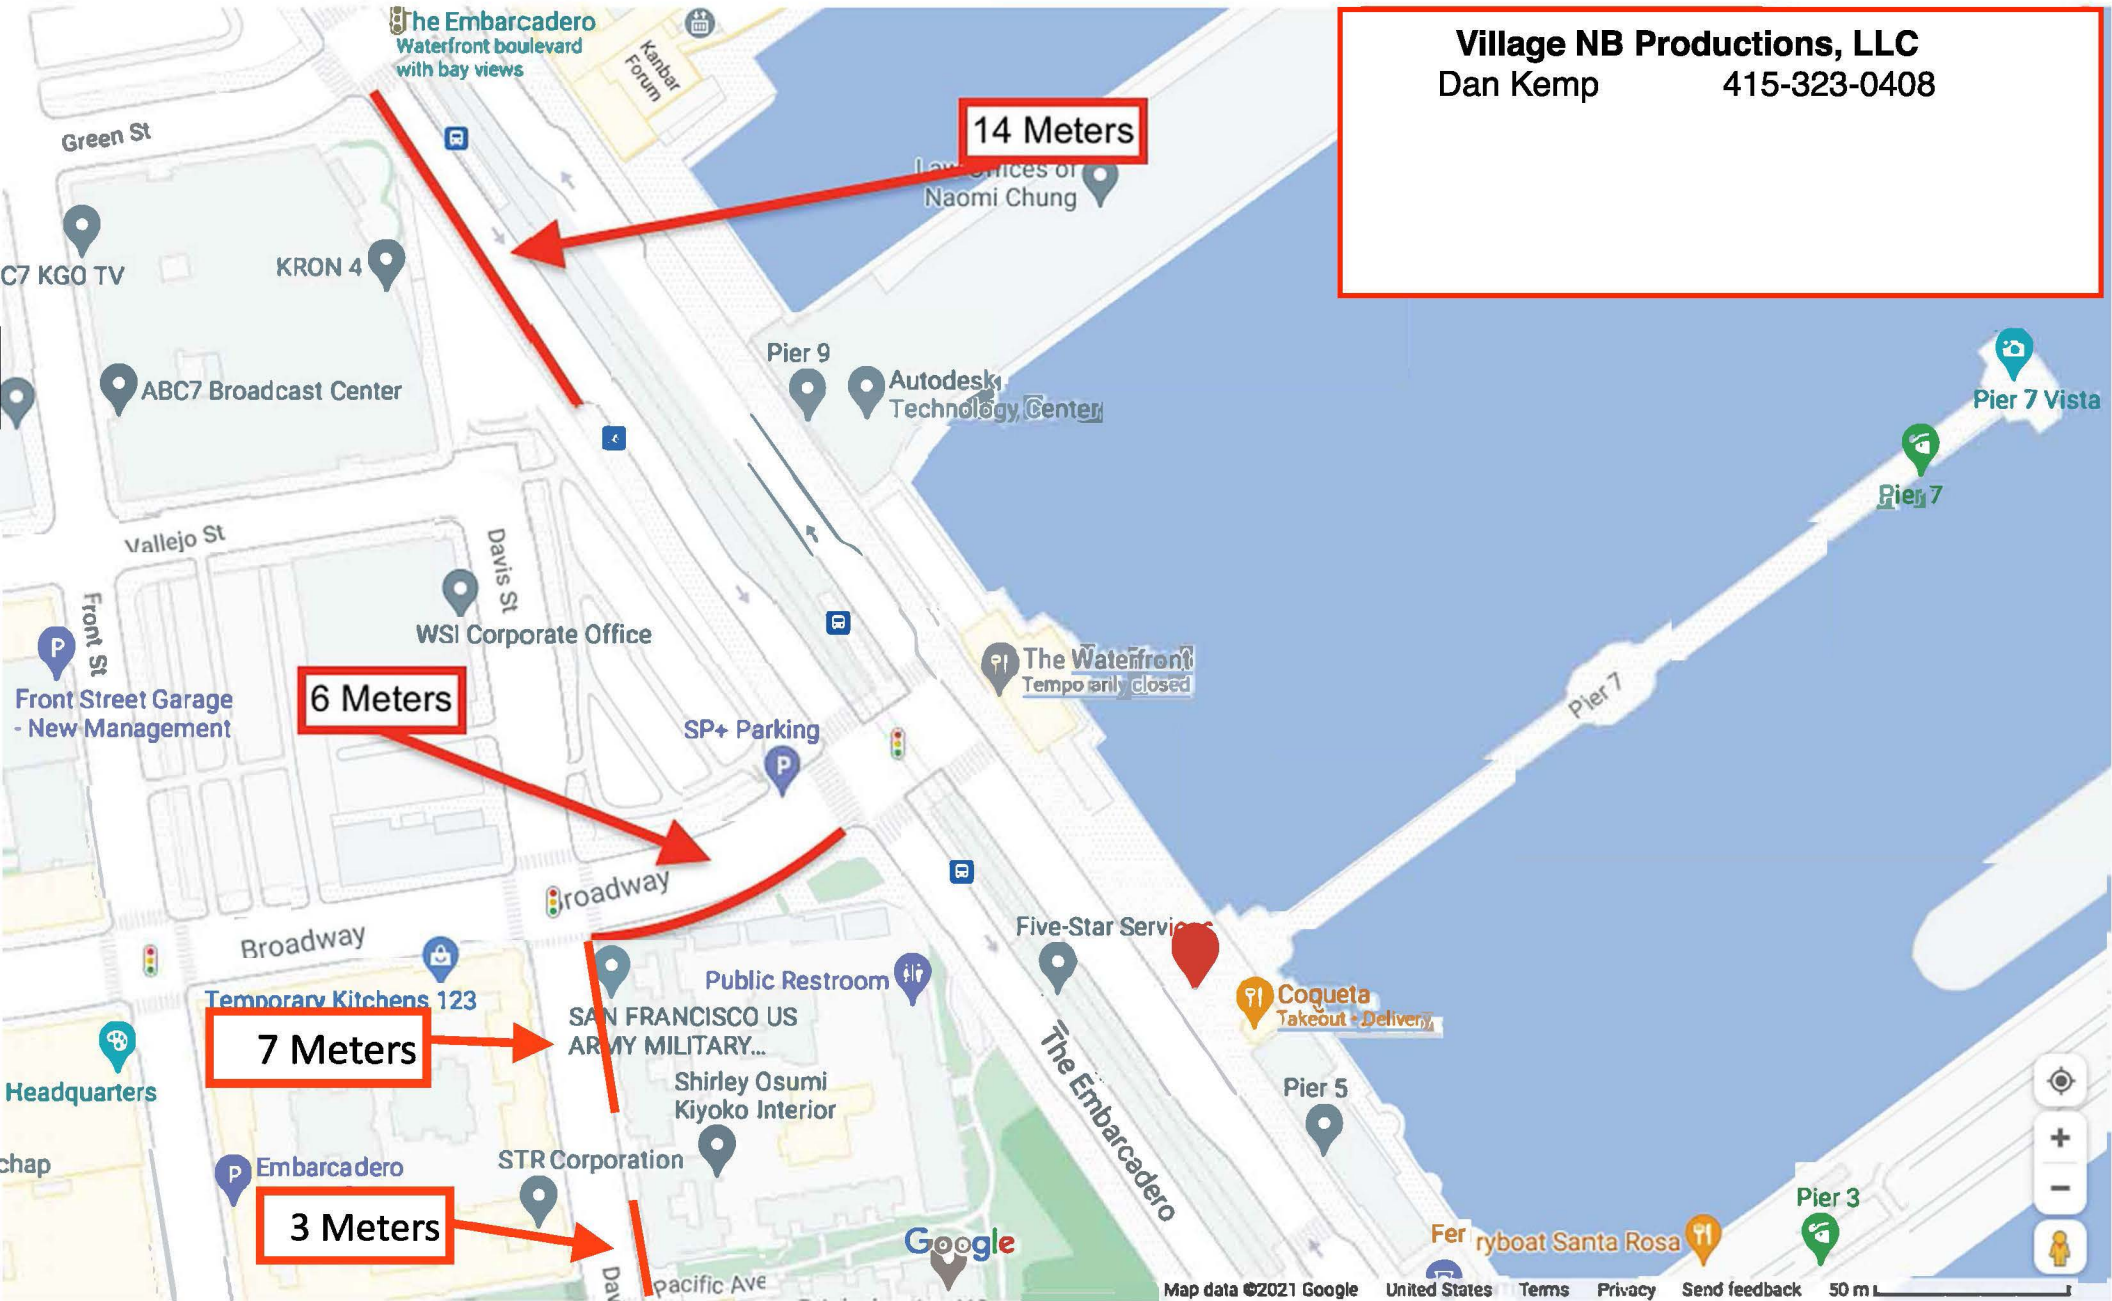 The Embarcadero
Waterfront boulevard
with bay views
Kanbar
Forum
Village NB Productions, LLC
Dan Kemp 415-323-0408
14 Meters
Green St
Naomi Chung
C7 KGO TV
KRON 4
Pier 9
Autodesk
Technology Center
ABC7 Broadcast Center
Pier 7 Vista
Pier 7
Vallejo St
Davis St
Front St
WSI Corporate Office
The Waterfront
Tempo arily closed
Pier 7
6 Meters
Front Street Garage
- New Management
SP+ Parking
Broadway
Broadway
Five-Star Services
Public Restroom
Temporary Kitchens 123
Coqueta
Takeout • Delivery
SAN FRANCISCO US
ARMY MILITARY...
7 Meters
The Embarcadero
Headquarters
Shirley Osumi
Kiyoko Interior
Pier 5
chap
Embarcadero
STR Corporation
3 Meters
Pier 3
Fer ryboat Santa Rosa
Google
Dav
Pacific Ave
Map data ©2021 Google United States Terms Privacy Send feedback 50 m